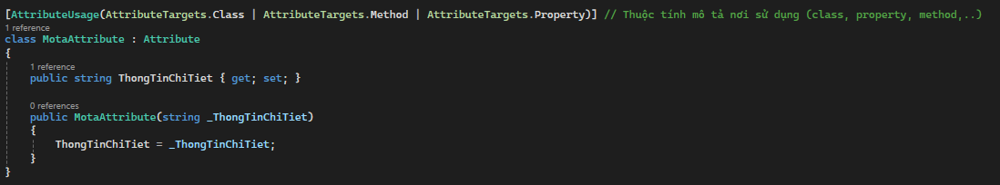 [AttributeUsage(AttributeTargets.Class | AttributeTargets.Method | AttributeTargets.Property)] // Thuộc tính mô tả nơi sử dụng (class, property, method,..)
1 reference
class MotaAttribute : Attribute
{
1 reference
public string ThongTinChiTiet { get; set; }
0 references
public MotaAttribute(string _ThongTinChiTiet)
{
ThongTinChiTiet = _ThongTinChiTiet;
}
}